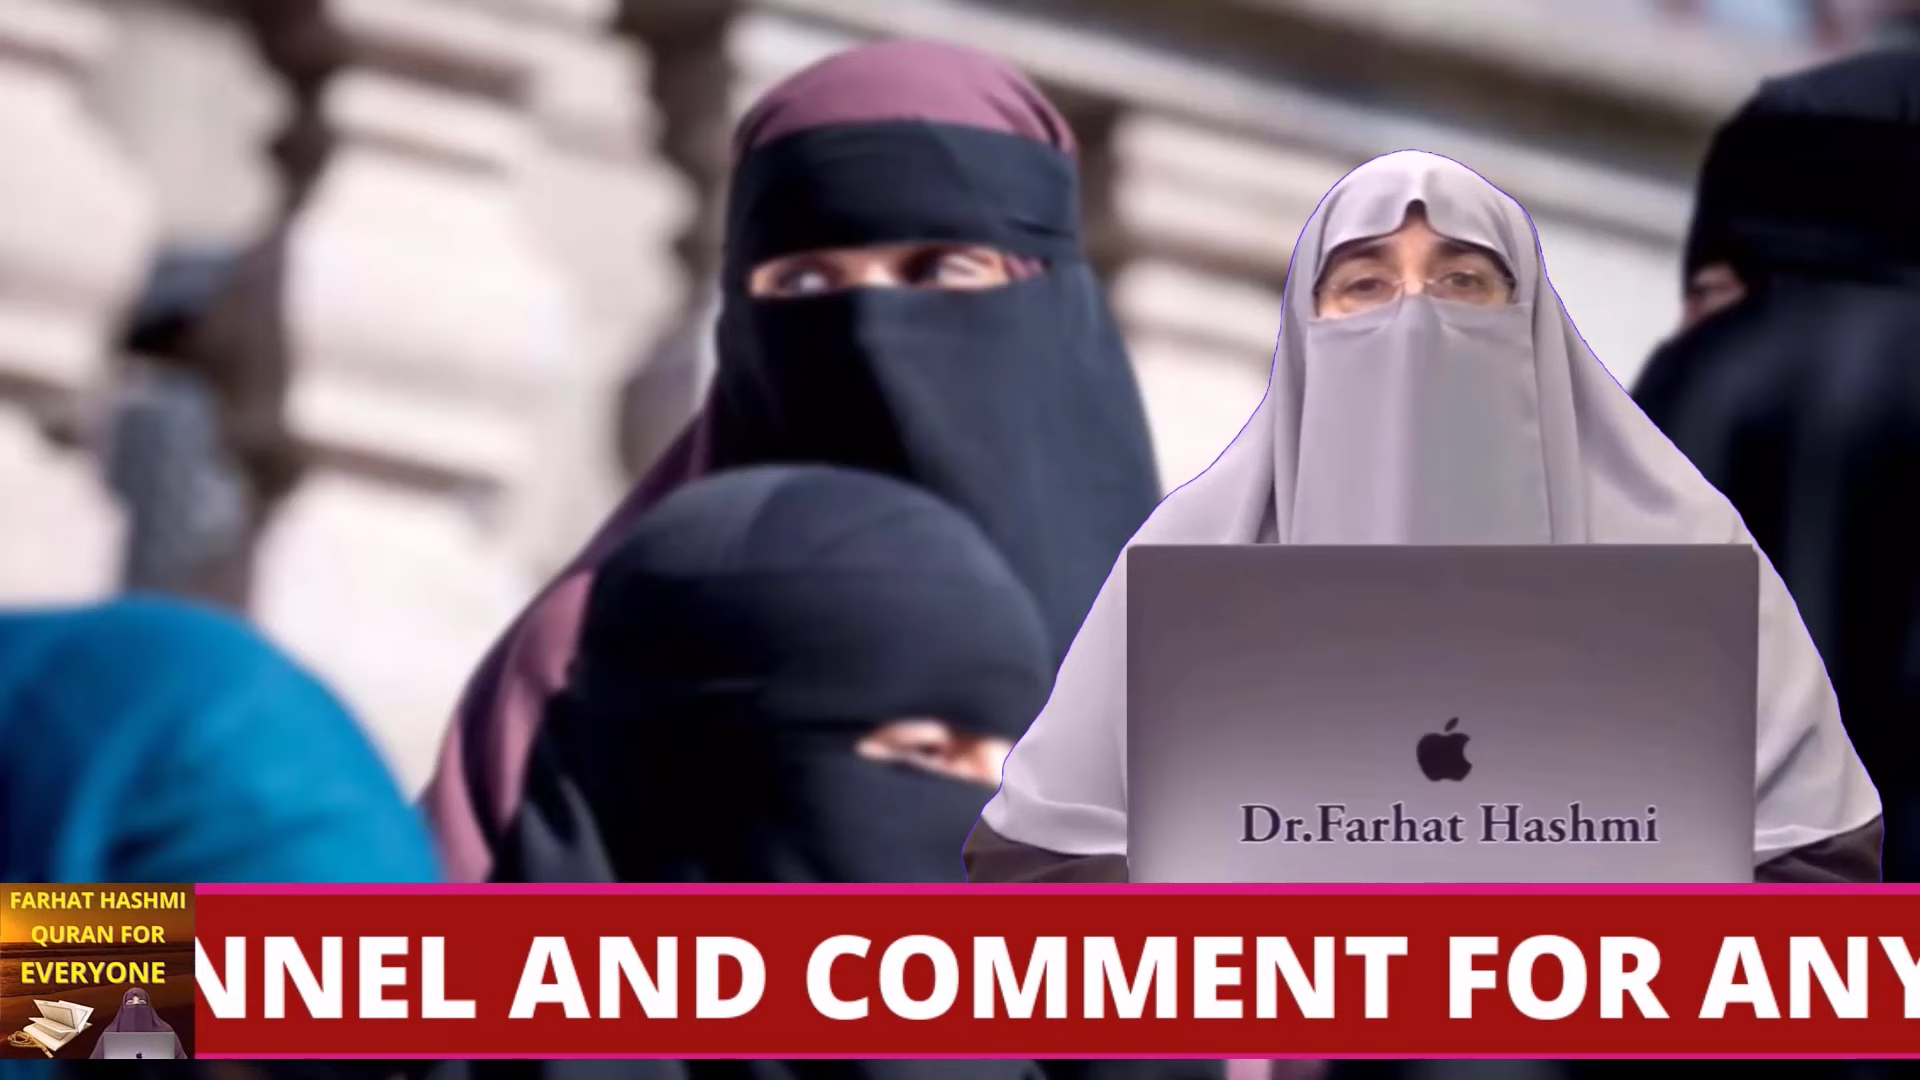 Dr.Farhat Hashmi
FARHAT HASHMI
QURAN FOR
EVERYONE
NNEL AND COMMENT FOR ANY